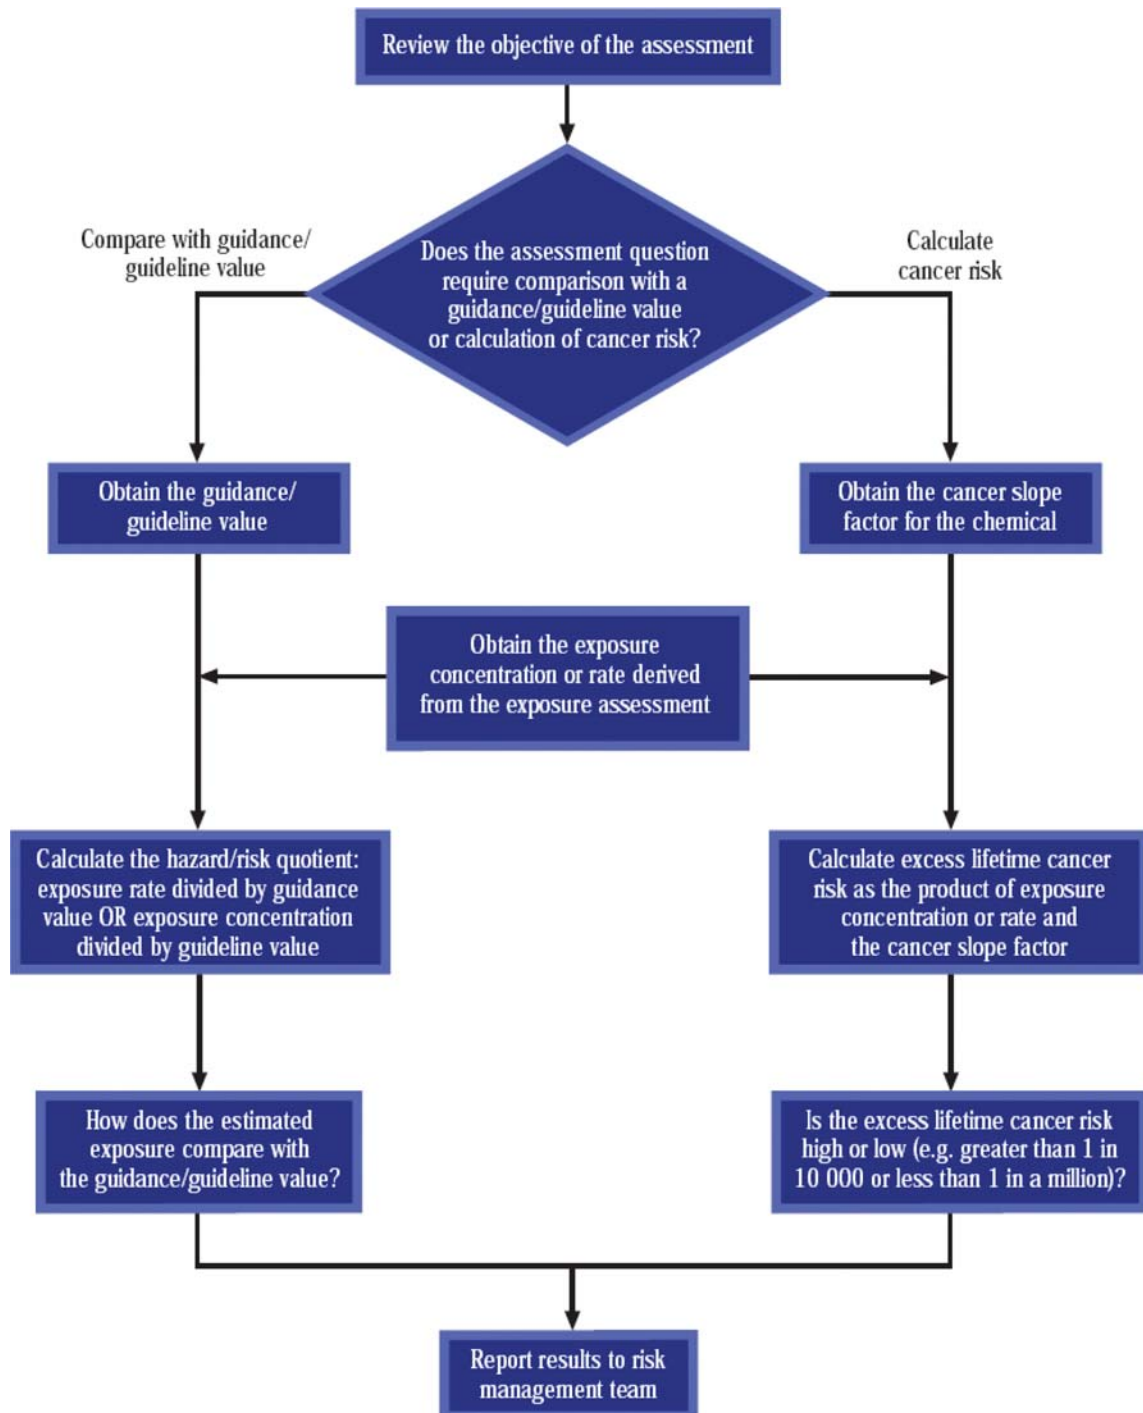 Review the objective of the assessment
Compare with guidance/
guideline value
Does the assessment question
require comparison with a
guidance/guideline value
or calculation of cancer risk?
Calculate
cancer risk
Obtain the guidance/
guideline value
Obtain the cancer slope
factor for the chemical
Obtain the exposure
concentration or rate derived
from the exposure assessment
Calculate the hazard/risk quotient:
exposure rate divided by guidance
value OR exposure concentration
divided by guideline value
Calculate excess lifetime cancer
risk as the product of exposure
concentration or rate and
the cancer slope factor
How does the estimated
exposure compare with
the guidance/guideline value?
Is the excess lifetime cancer risk
high or low (e.g. greater than 1 in
10 000 or less than 1 in a million)?
Report results to risk
management team